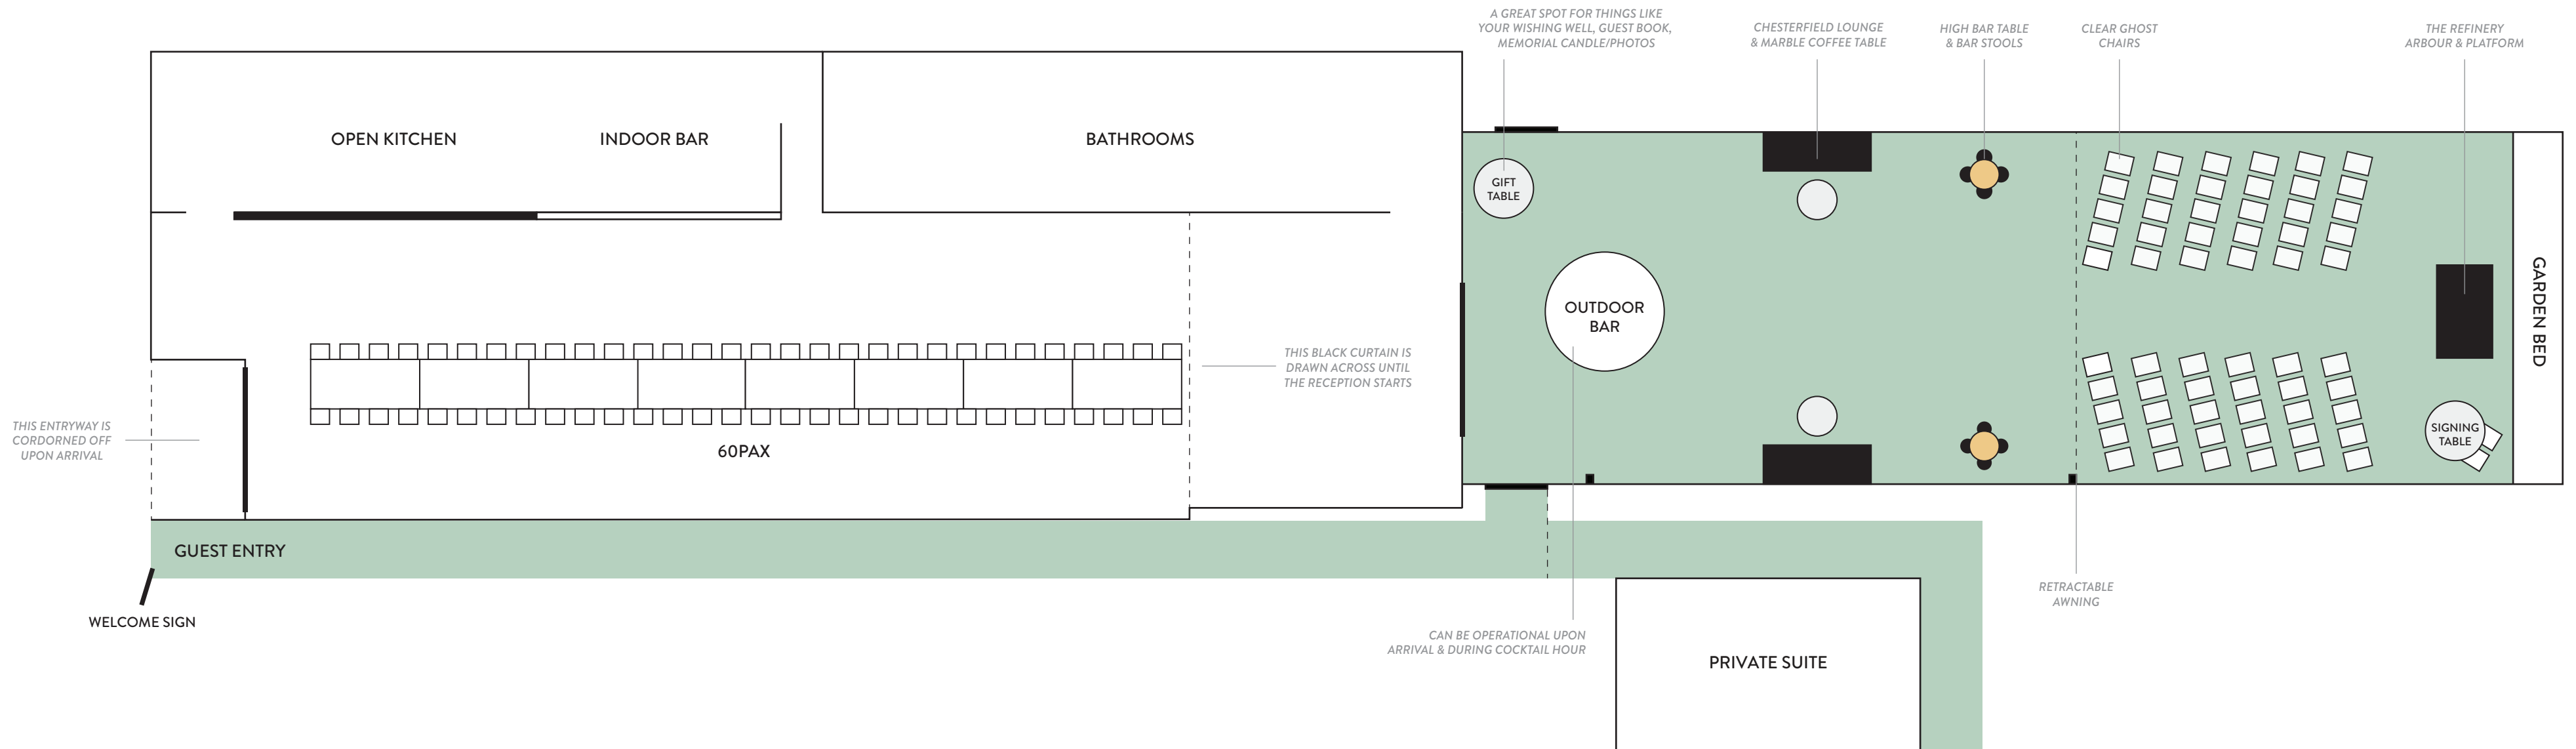 A GREAT SPOT FOR THINGS LIKE
YOUR WISHING WELL, GUEST BOOK,
MEMORIAL CANDLE/PHOTOS
CHESTERFIELD LOUNGE
& MARBLE COFFEE TABLE
HIGH BAR TABLE
& BAR STOOLS
CLEAR GHOST
CHAIRS
THE REFINERY
ARBOUR & PLATFORM
OPEN KITCHEN
INDOOR BAR
BATHROOMS
GIFT
TABLE
OUTDOOR
BAR
GARDEN BED
THIS BLACK CURTAIN IS
DRAWN ACROSS UNTIL
THE RECEPTION STARTS
THIS ENTRYWAY IS
CORDORNED OFF
UPON ARRIVAL
60PAX
SIGNING
TABLE
GUEST ENTRY
WELCOME SIGN
RETRACTABLE
AWNING
CAN BE OPERATIONAL UPON
ARRIVAL & DURING COCKTAIL HOUR
PRIVATE SUITE